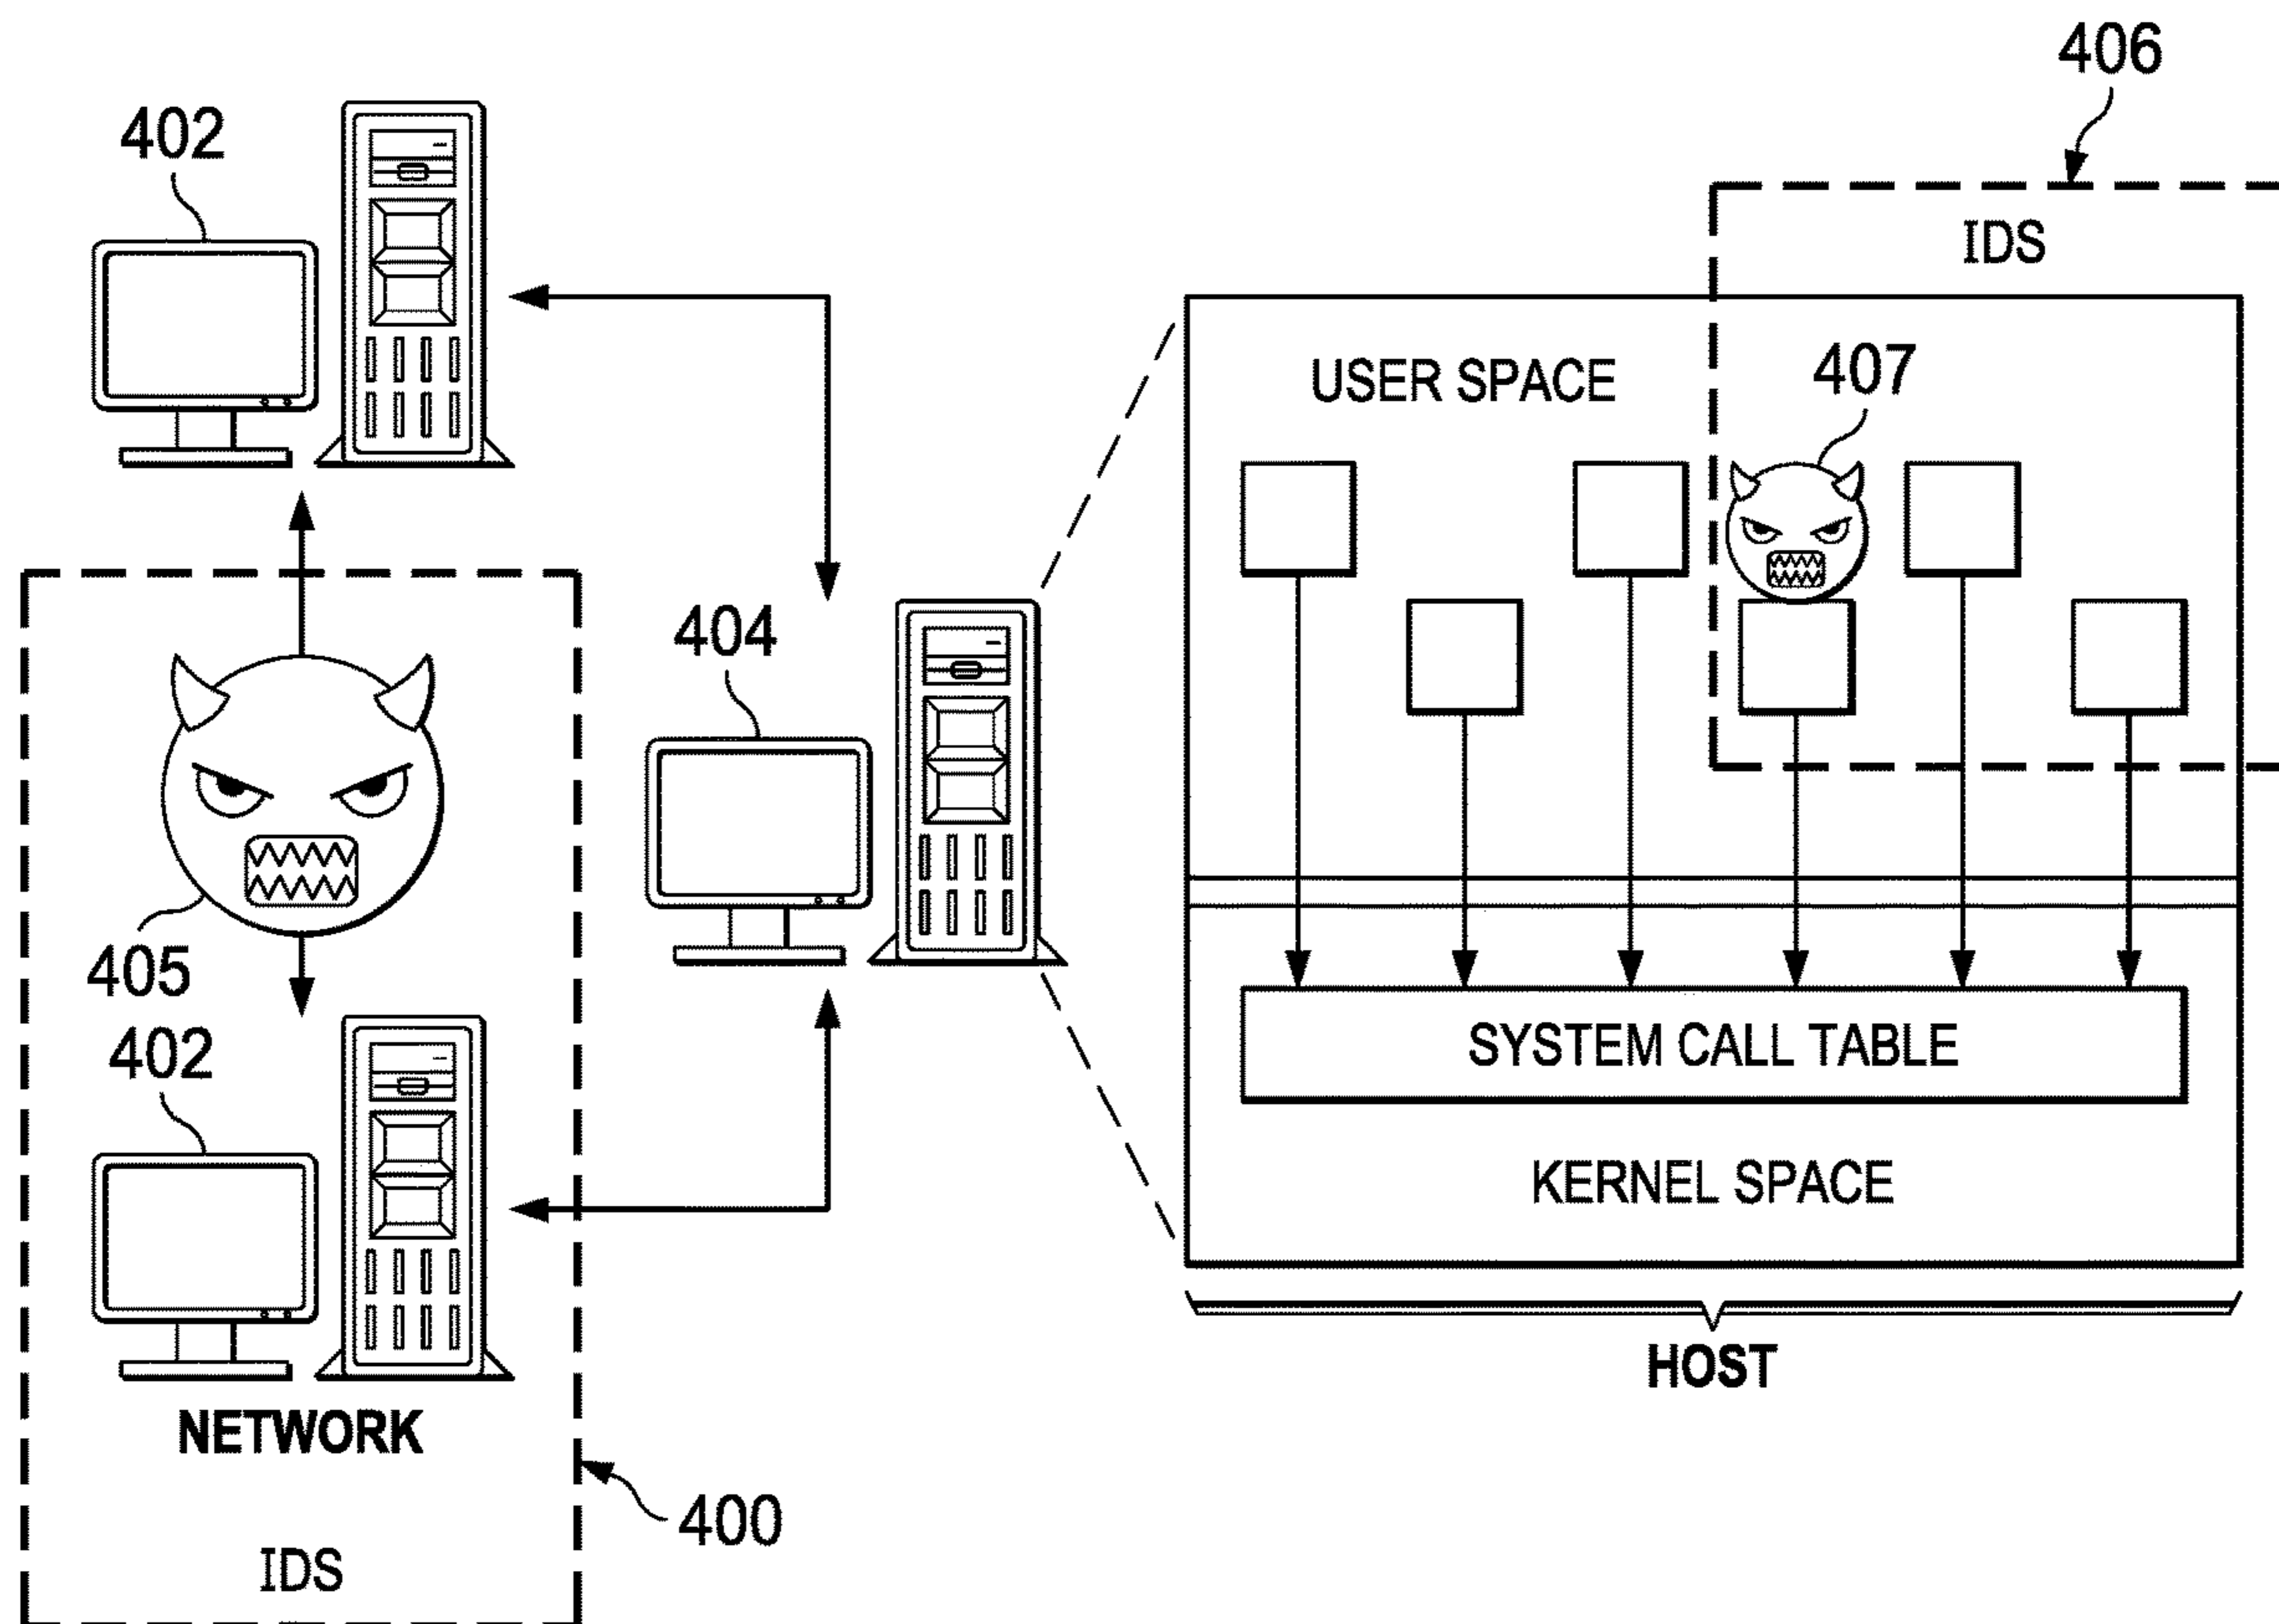 406
402
IDS
407
USER SPACE
404
405
402
SYSTEM CALL TABLE
KERNEL SPACE
HOST
NETWORK
400
IDS